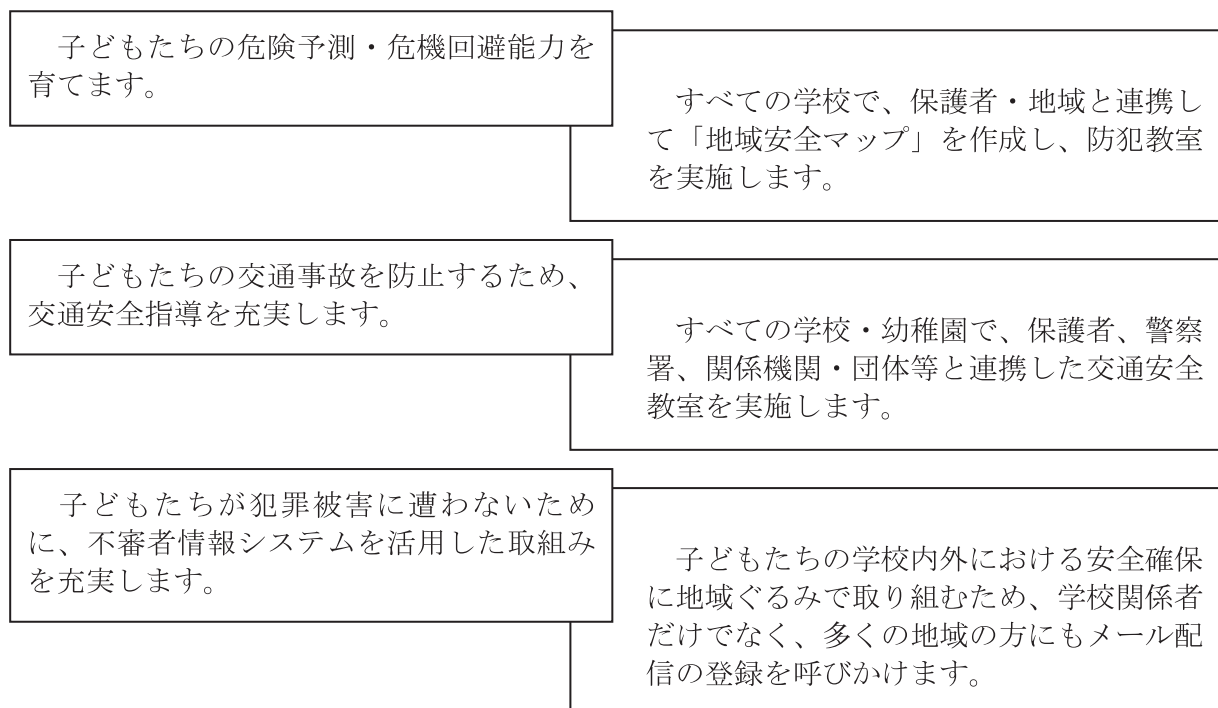 子どもたちの危険予測・危機回避能力を
育てます。
すべての学校で、保護者・地域と連携し
て「地域安全マップ」を作成し、防犯教室
を実施します。
子どもたちの交通事故を防止するため、
交通安全指導を充実します。
すべての学校・幼稚園で、保護者、警察
署、関係機関・団体等と連携した交通安全
教室を実施します。
子どもたちが犯罪被害に遭わないため
に、不審者情報システムを活用した取組み
を充実します。
子どもたちの学校内外における安全確保
に地域ぐるみで取り組むため、学校関係者
だけでなく、多くの地域の方にもメール配
信の登録を呼びかけます。